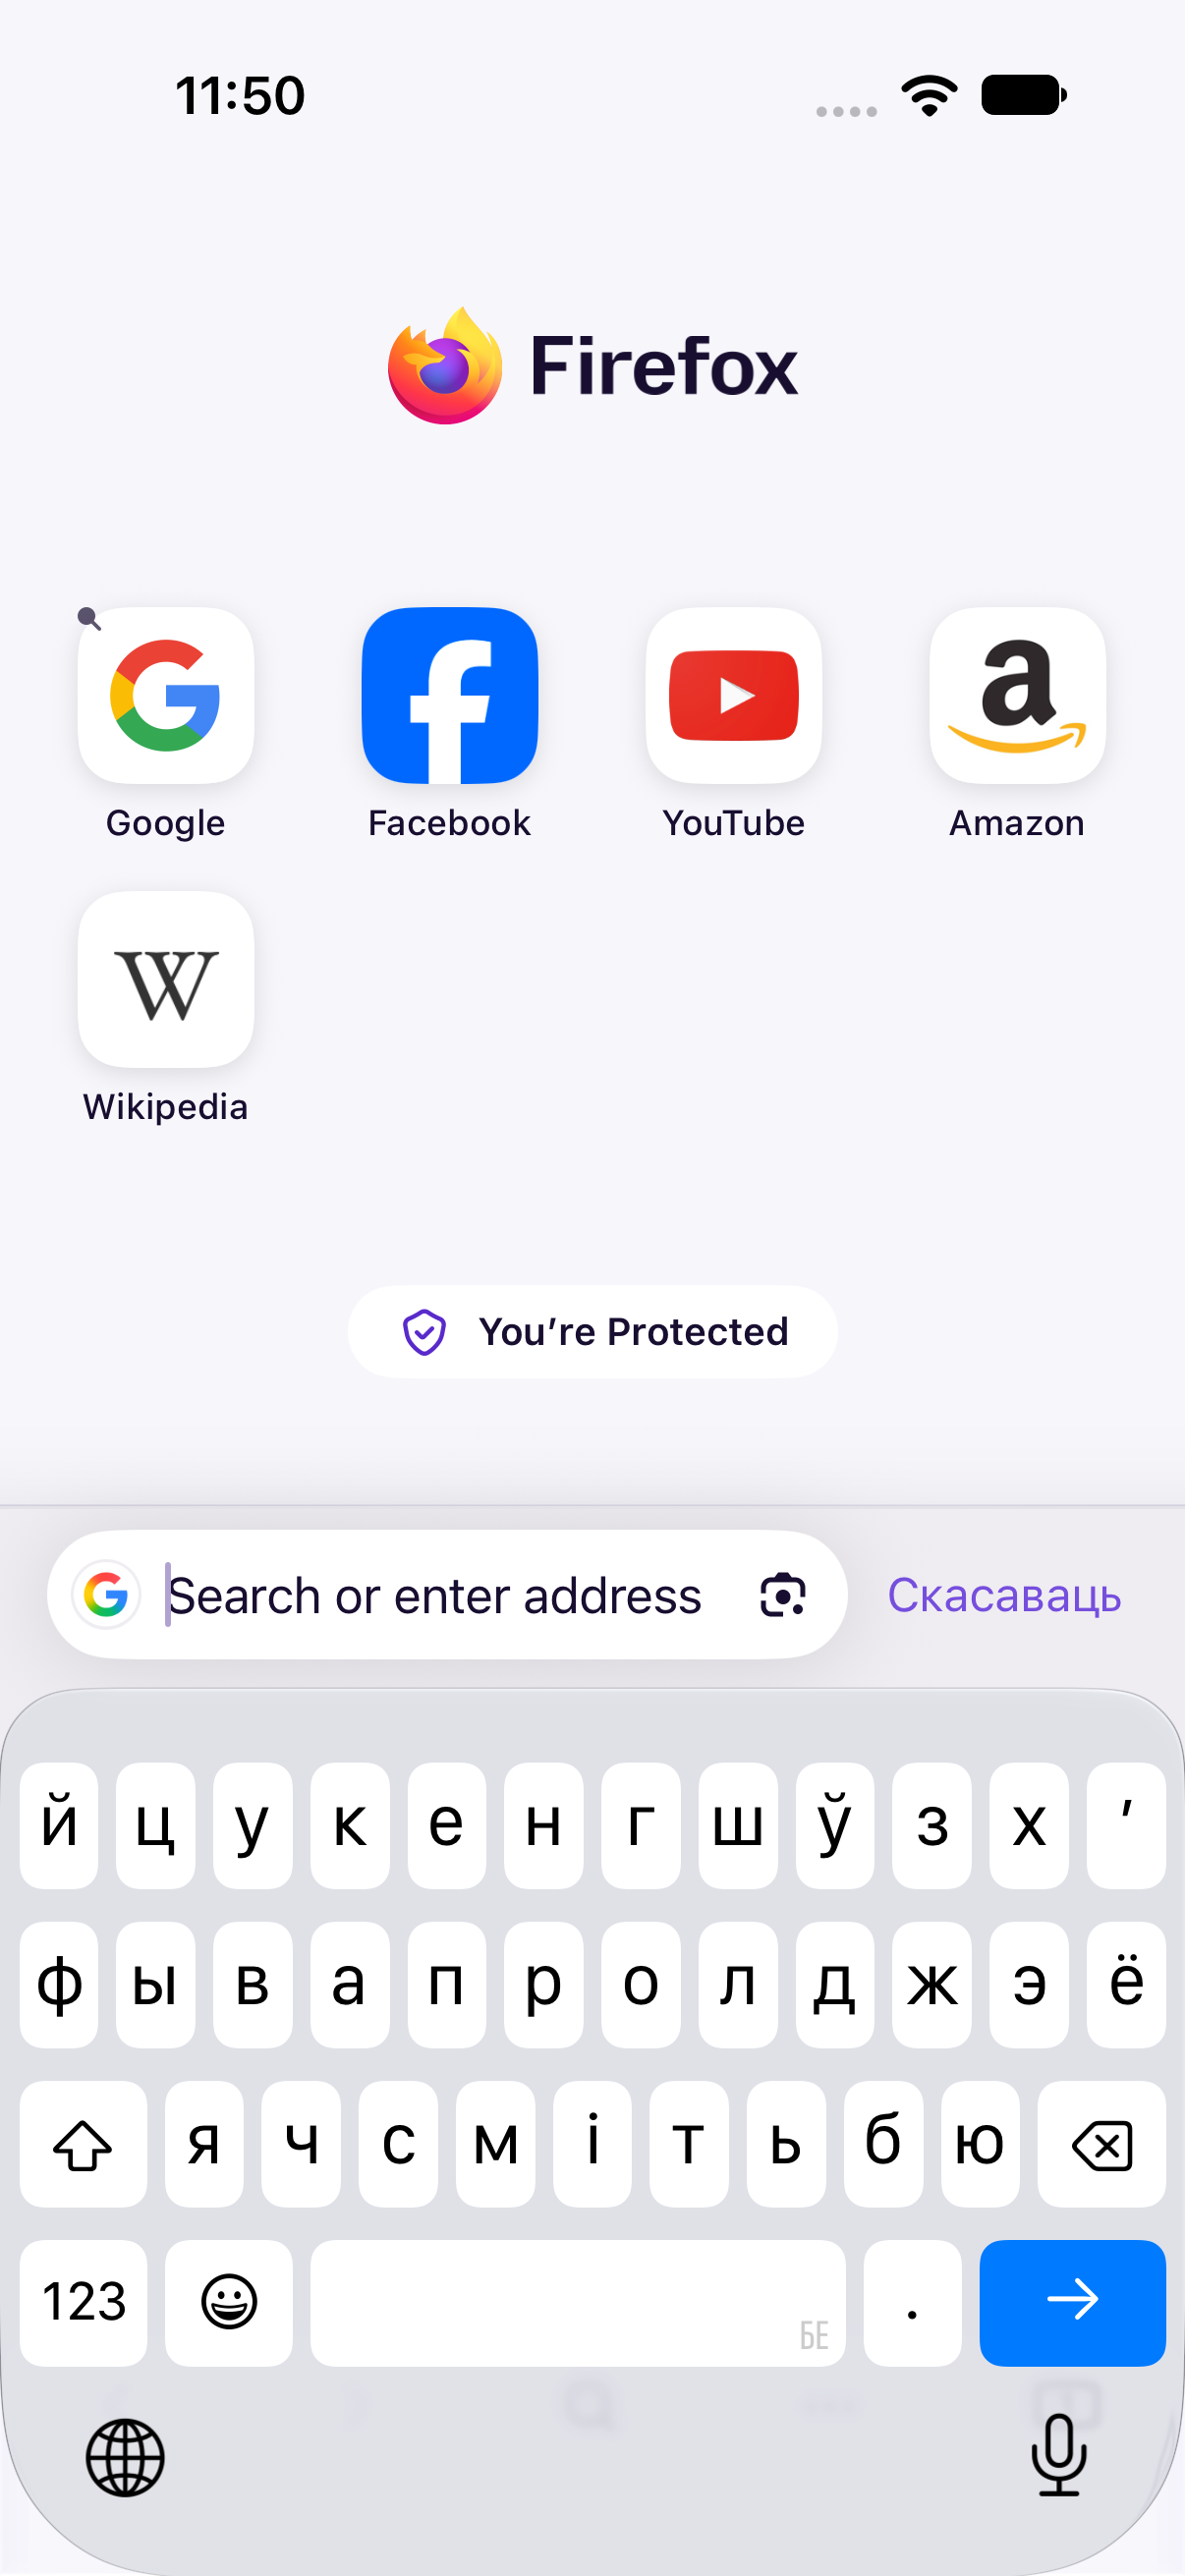 11:50
Firefox
Google Facebook YouTube Amazon
Wikipedia
You’re Protected
Search or enter address Скасаваць
й ц у к е н г ш ў з х ’
ф ы в а п р о л д ж э ё
я ч с м і т ь б ю
123 БЕ .